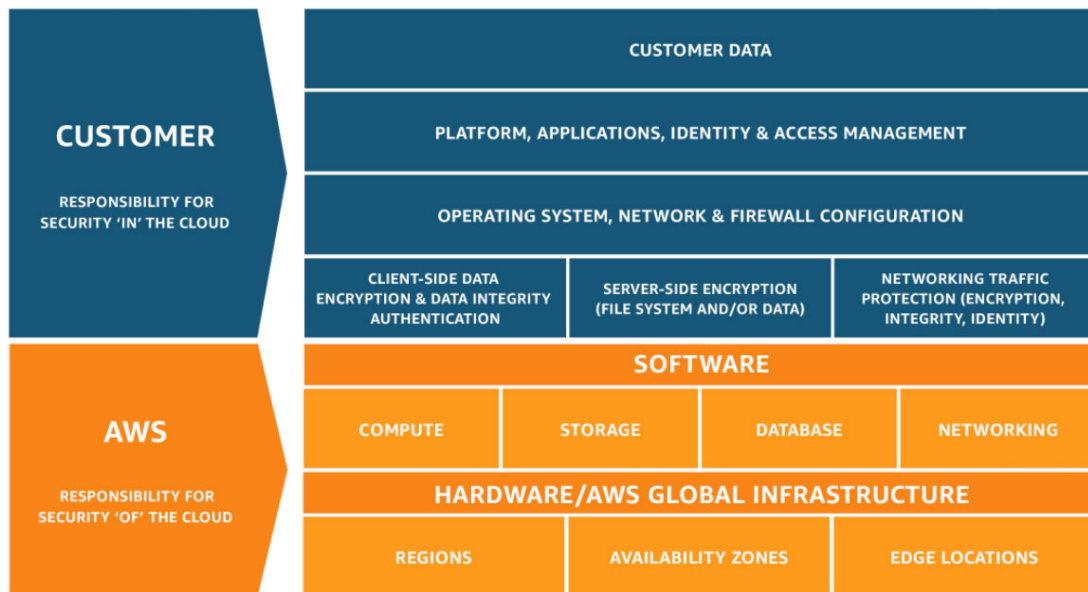 CUSTOMER
RESPONSIBILITY FOR
SECURITY ‘IN’ THE CLOUD
CUSTOMER DATA
PLATFORM, APPLICATIONS, IDENTITY & ACCESS MANAGEMENT
OPERATING SYSTEM, NETWORK & FIREWALL CONFIGURATION
CLIENT-SIDE DATA
ENCRYPTION & DATA INTEGRITY
AUTHENTICATION
SERVER-SIDE ENCRYPTION
(FILE SYSTEM AND/OR DATA)
NETWORKING TRAFFIC
PROTECTION (ENCRYPTION,
INTEGRITY, IDENTITY)
AWS
RESPONSIBILITY FOR
SECURITY ‘OF’ THE CLOUD
SOFTWARE
COMPUTE
STORAGE
DATABASE
NETWORKING
HARDWARE/AWS GLOBAL INFRASTRUCTURE
REGIONS
AVAILABILITY ZONES
EDGE LOCATIONS